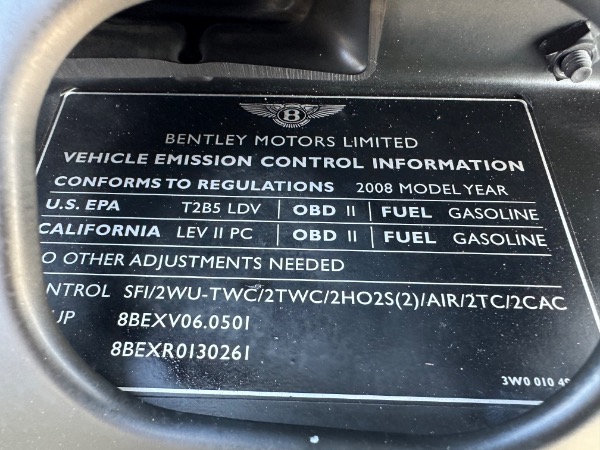 B
BENTLEY MOTORS LIMITED
VEHICLE EMISSION CONTROL INFORMATION
CONFORMS TO REGULATIONS 2008 MODEL YEAR
U.S. EPA T2B5 LDV | OBD II | FUEL GASOLINE
CALIFORNIA LEV II PC | OBD II | FUEL GASOLINE
O OTHER ADJUSTMENTS NEEDED
NTROL SFI/2WU-TWC/2TWC/2HO2S(2)/AIR/2TC/2CAC
UP 8BEXV06.0501
8BEXR0130261
3W0 010 49